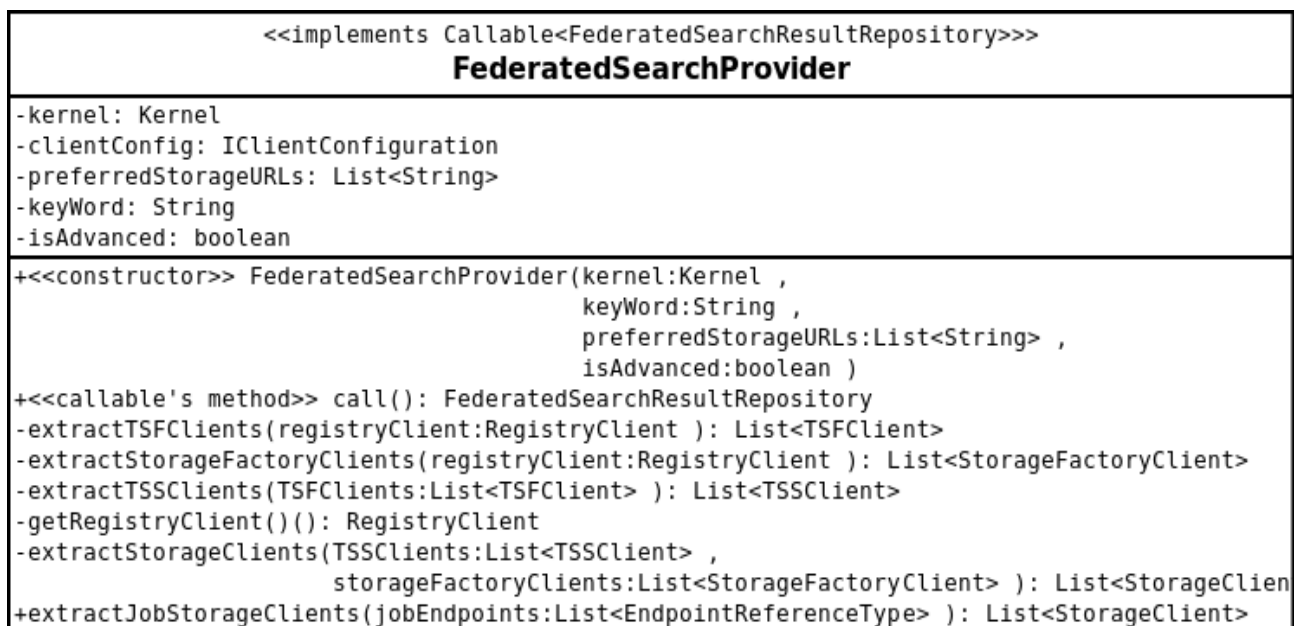 <<implements Callable<FederatedSearchResultRepository>>>
FederatedSearchProvider
-kernel: Kernel
-clientConfig: IClientConfiguration
-preferredStorageURLs: List<String>
-keyWord: String
-isAdvanced: boolean
+<<constructor>> FederatedSearchProvider(kernel:Kernel ,
keyWord:String ,
preferredStorageURLs:List<String> ,
isAdvanced:boolean )
+<<callable's method>> call(): FederatedSearchResultRepository
-extractTSFClients(registryClient:RegistryClient ): List<TSFClient>
-extractStorageFactoryClients(registryClient:RegistryClient ): List<StorageFactoryClient>
-extractTSSClients(TSFClients:List<TSFClient> ): List<TSSClient>
-getRegistryClient()(): RegistryClient
-extractStorageClients(TSSClients:List<TSSClient> ,
storageFactoryClients:List<StorageFactoryClient> ): List<StorageClien
+extractJobStorageClients(jobEndpoints:List<EndpointReferenceType> ): List<StorageClient>